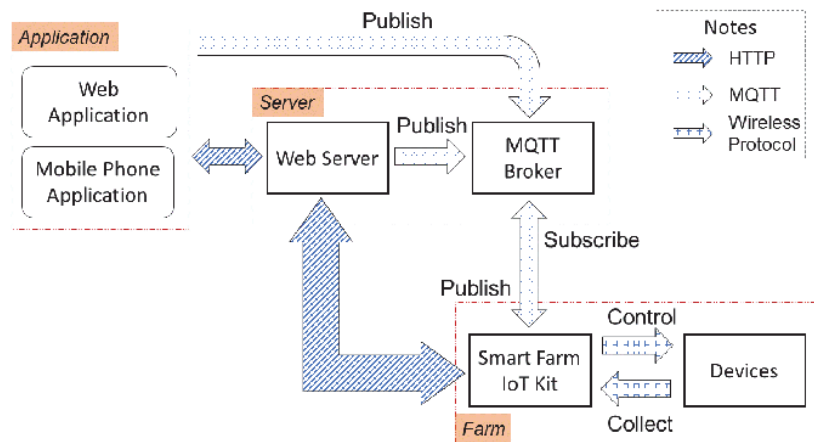 Publish
Application
Notes
HTTP
MQTT
Wireless
Protocol
Web
Application
Mobile Phone
Application
Server
Web Server
Publish
MQTT
Broker
Subscribe
Publish
Smart Farm
IoT Kit
Control
Collect
Devices
Farm